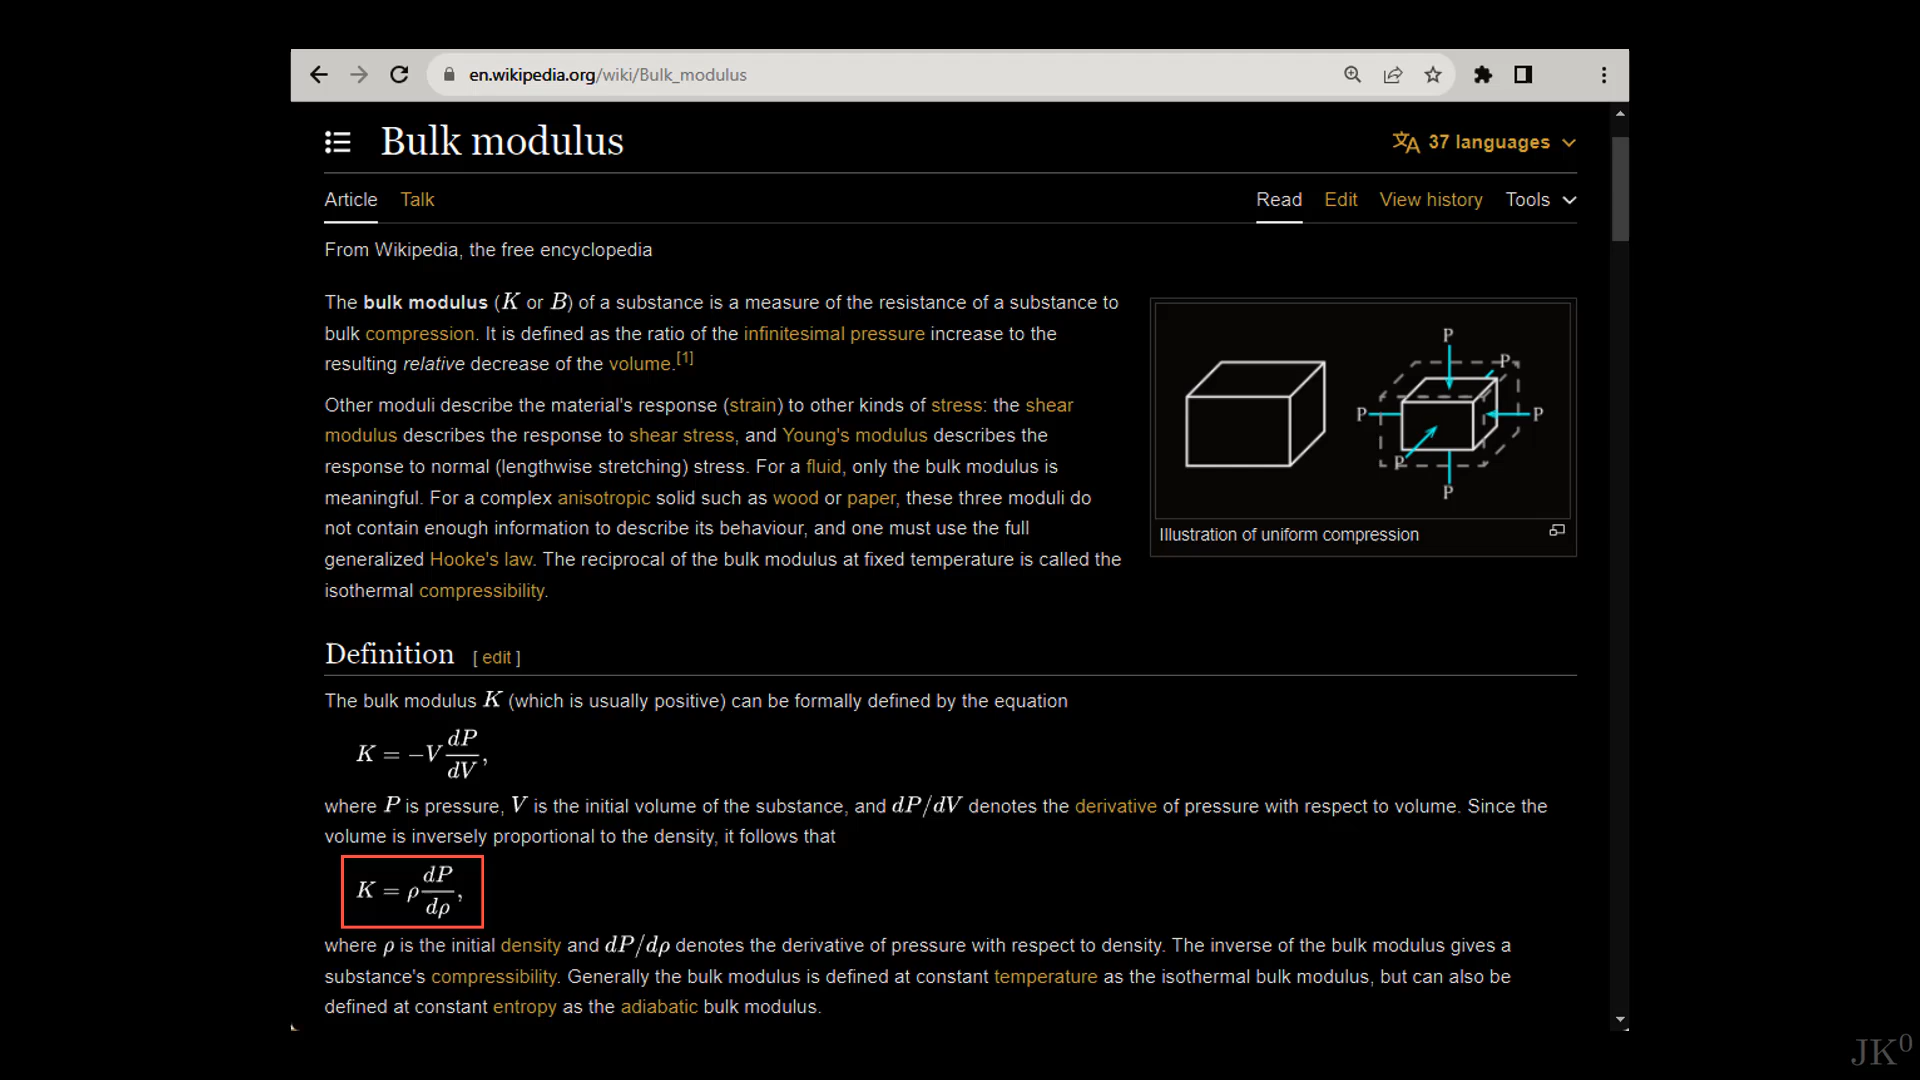 en.wikipedia.org/wiki/Bulk_modulus
Bulk modulus
37 languages
Article Talk Read Edit View history Tools
From Wikipedia, the free encyclopedia
The bulk modulus (K or B) of a substance is a measure of the resistance of a substance to
bulk compression. It is defined as the ratio of the infinitesimal pressure increase to the
resulting relative decrease of the volume.[1]
Other moduli describe the material's response (strain) to other kinds of stress: the shear
modulus describes the response to shear stress, and Young's modulus describes the
response to normal (lengthwise stretching) stress. For a fluid, only the bulk modulus is
meaningful. For a complex anisotropic solid such as wood or paper, these three moduli do
not contain enough information to describe its behaviour, and one must use the full
generalized Hooke's law. The reciprocal of the bulk modulus at fixed temperature is called the
isothermal compressibility.
P
P
P
P
P
P
Illustration of uniform compression
Definition [ edit ]
The bulk modulus K (which is usually positive) can be formally defined by the equation
K = −V dP/dV,
where P is pressure, V is the initial volume of the substance, and dP/dV denotes the derivative of pressure with respect to volume. Since the
volume is inversely proportional to the density, it follows that
K = ρ dP/dρ,
where ρ is the initial density and dP/dρ denotes the derivative of pressure with respect to density. The inverse of the bulk modulus gives a
substance's compressibility. Generally the bulk modulus is defined at constant temperature as the isothermal bulk modulus, but can also be
defined at constant entropy as the adiabatic bulk modulus.
JK⁰